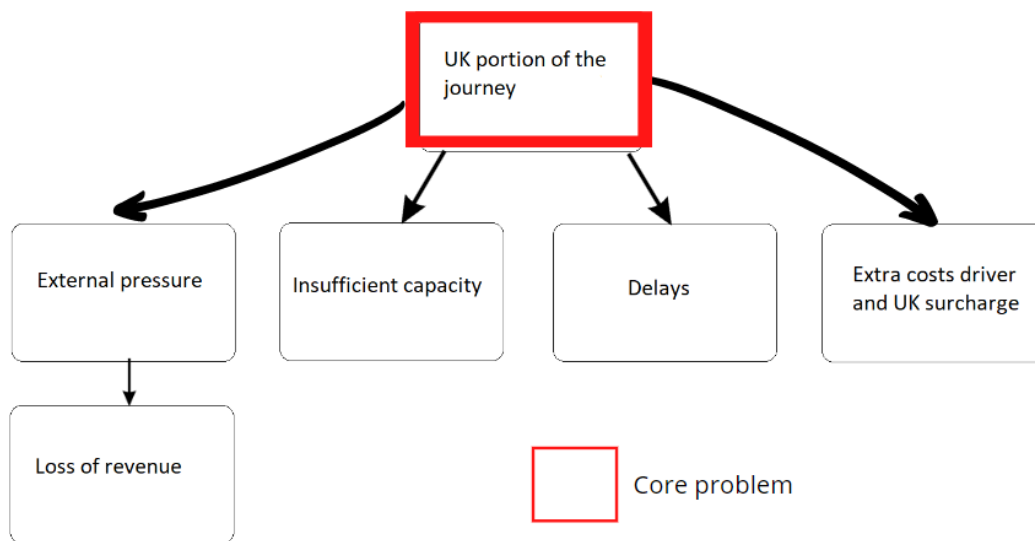 UK portion of the
journey
External pressure
Insufficient capacity
Delays
Extra costs driver
and UK surcharge
Loss of revenue
Core problem